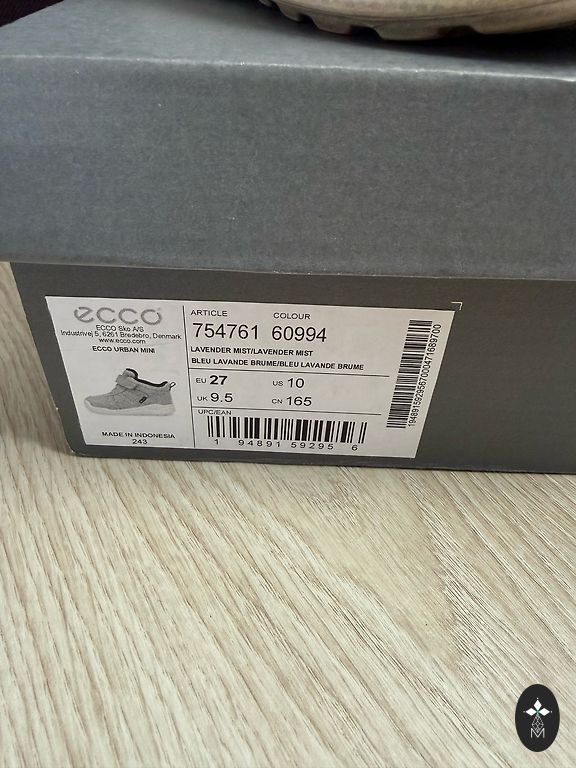 ecco
ECCO Sko A/S
Industrivej 5, 6261 Bredebro, Denmark
www.ecco.com
ECCO URBAN MINI
MADE IN INDONESIA
243
ARTICLE COLOUR
754761 60994
LAVENDER MIST/LAVENDER MIST
BLEU LAVANDE BRUME/BLEU LAVANDE BRUME
EU 27 US 10
UK 9.5 CN 165
UPC/EAN
1 94891 59295 6
1948915929567000471689700
M